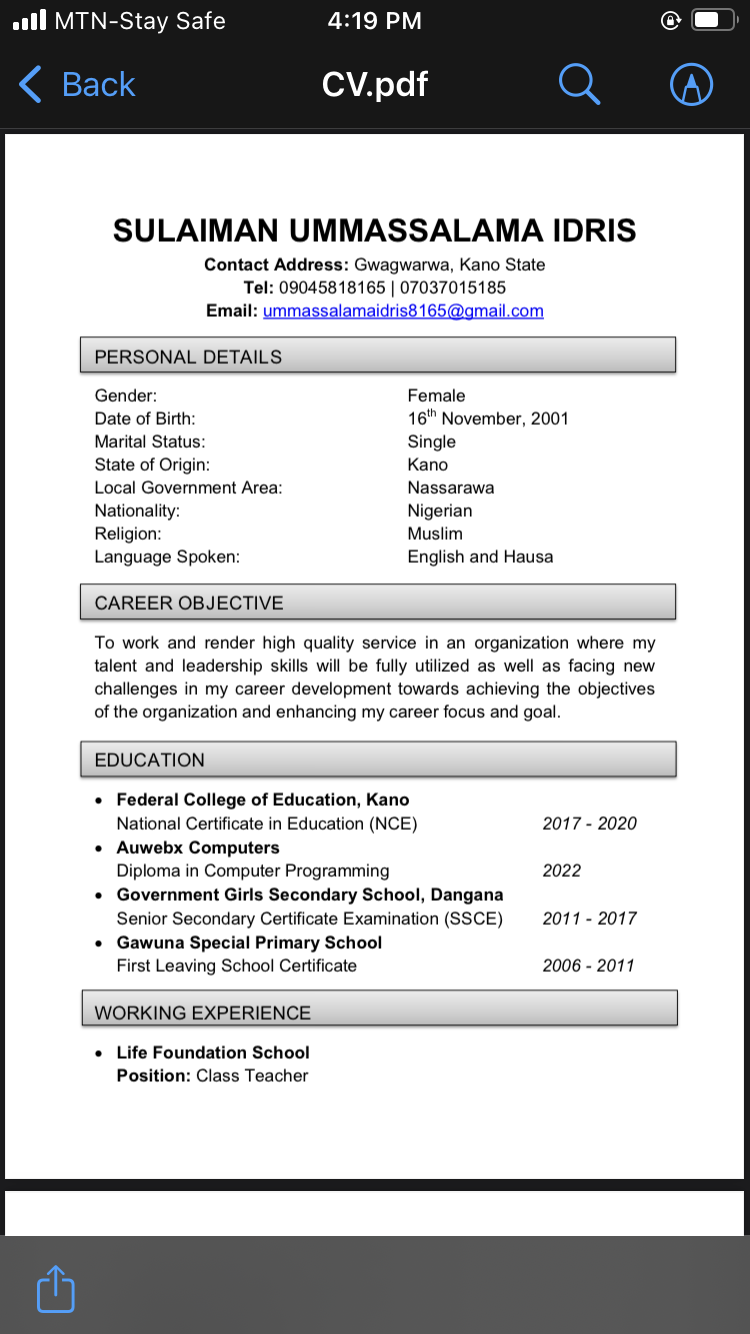 MTN-Stay Safe 4:19 PM
Back CV.pdf
SULAIMAN UMMASSALAMA IDRIS
Contact Address: Gwagwarwa, Kano State
Tel: 09045818165 | 07037015185
Email: ummassalamaidris8165@gmail.com
PERSONAL DETAILS
Gender: Female
Date of Birth: 16th November, 2001
Marital Status: Single
State of Origin: Kano
Local Government Area: Nassarawa
Nationality: Nigerian
Religion: Muslim
Language Spoken: English and Hausa
CAREER OBJECTIVE
To work and render high quality service in an organization where my
talent and leadership skills will be fully utilized as well as facing new
challenges in my career development towards achieving the objectives
of the organization and enhancing my career focus and goal.
EDUCATION
• Federal College of Education, Kano
National Certificate in Education (NCE) 2017 - 2020
• Auwebx Computers
Diploma in Computer Programming 2022
• Government Girls Secondary School, Dangana
Senior Secondary Certificate Examination (SSCE) 2011 - 2017
• Gawuna Special Primary School
First Leaving School Certificate 2006 - 2011
WORKING EXPERIENCE
• Life Foundation School
Position: Class Teacher